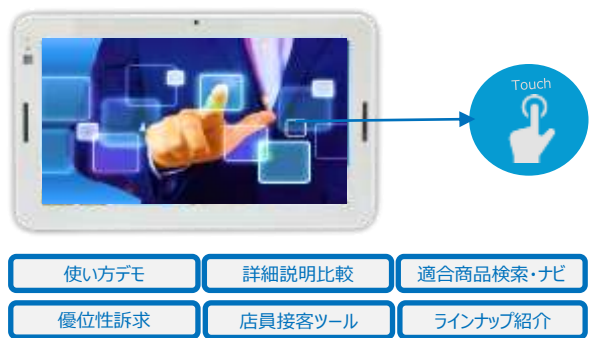 Touch
使い方デモ
詳細説明比較
適合商品検索・ナビ
優位性訴求
店員接客ツール
ラインナップ紹介